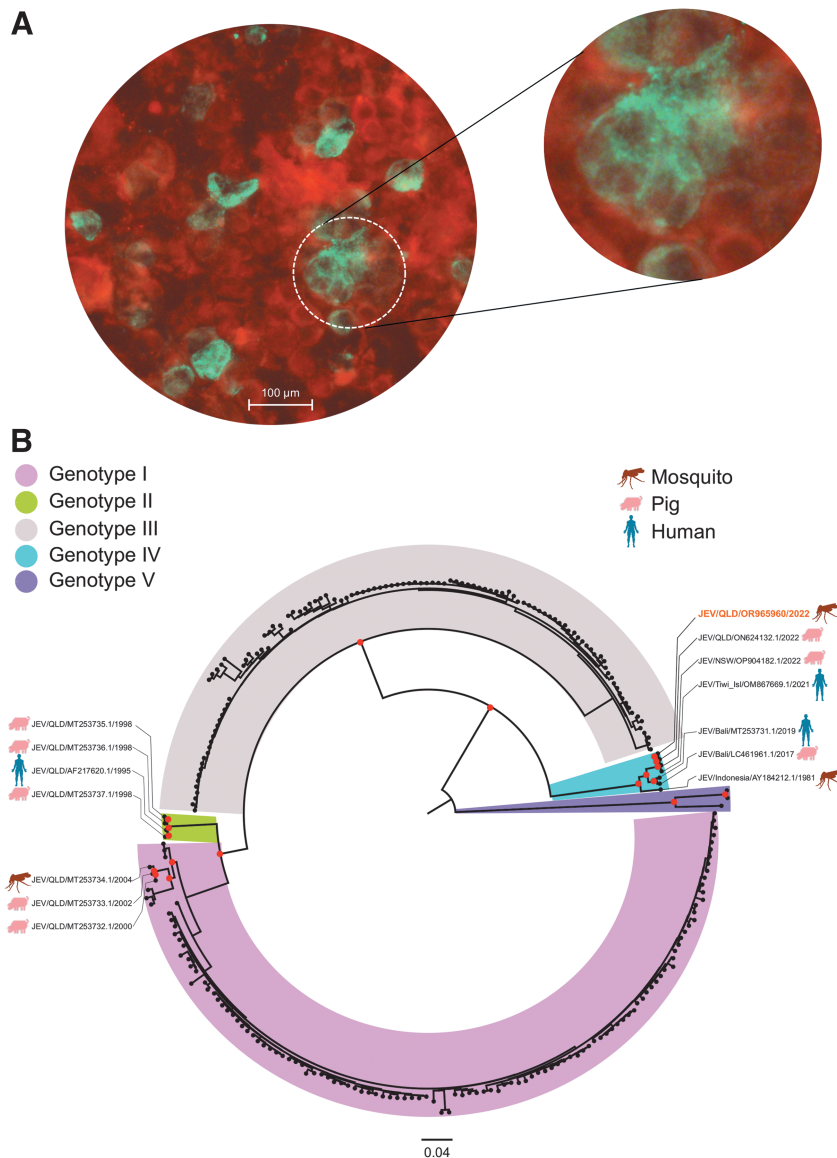 A
100 µm
B
Genotype I
Genotype II
Genotype III
Genotype IV
Genotype V
Mosquito
Pig
Human
JEV/QLD/OR965960/2022
JEV/QLD/ON624132.1/2022
JEV/NSW/OP904182.1/2022
JEV/Tiwi_Isl/OM867669.1/2021
JEV/Bali/MT253731.1/2019
JEV/Bali/LC461961.1/2017
JEV/Indonesia/AY184212.1/1981
JEV/QLD/MT253735.1/1998
JEV/QLD/MT253736.1/1998
JEV/QLD/AF217620.1/1995
JEV/QLD/MT253737.1/1998
JEV/QLD/MT253734.1/2004
JEV/QLD/MT253733.1/2002
JEV/QLD/MT253732.1/2000
0.04